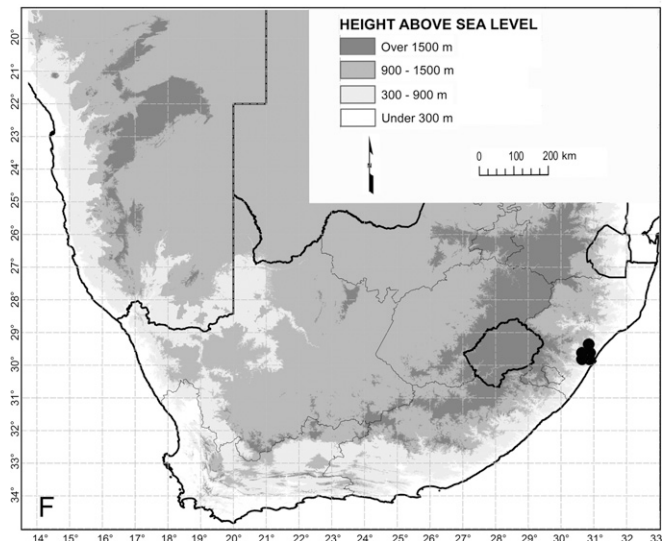 HEIGHT ABOVE SEA LEVEL
Over 1500 m
900 - 1500 m
300 - 900 m
Under 300 m
N
0 100 200 km
20°
21°
22°
23°
24°
25°
26°
27°
28°
29°
30°
31°
32°
33°
34°
F
14° 15° 16° 17° 18° 19° 20° 21° 22° 23° 24° 25° 26° 27° 28° 29° 30° 31° 32° 33°